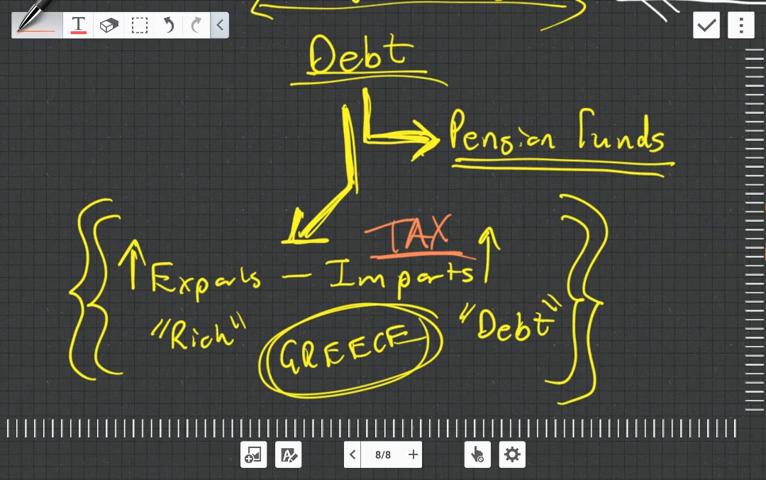 T
Debt
Pension Funds
TAX
Exports - Imports
"Rich" GREECE "Debt"
8/8